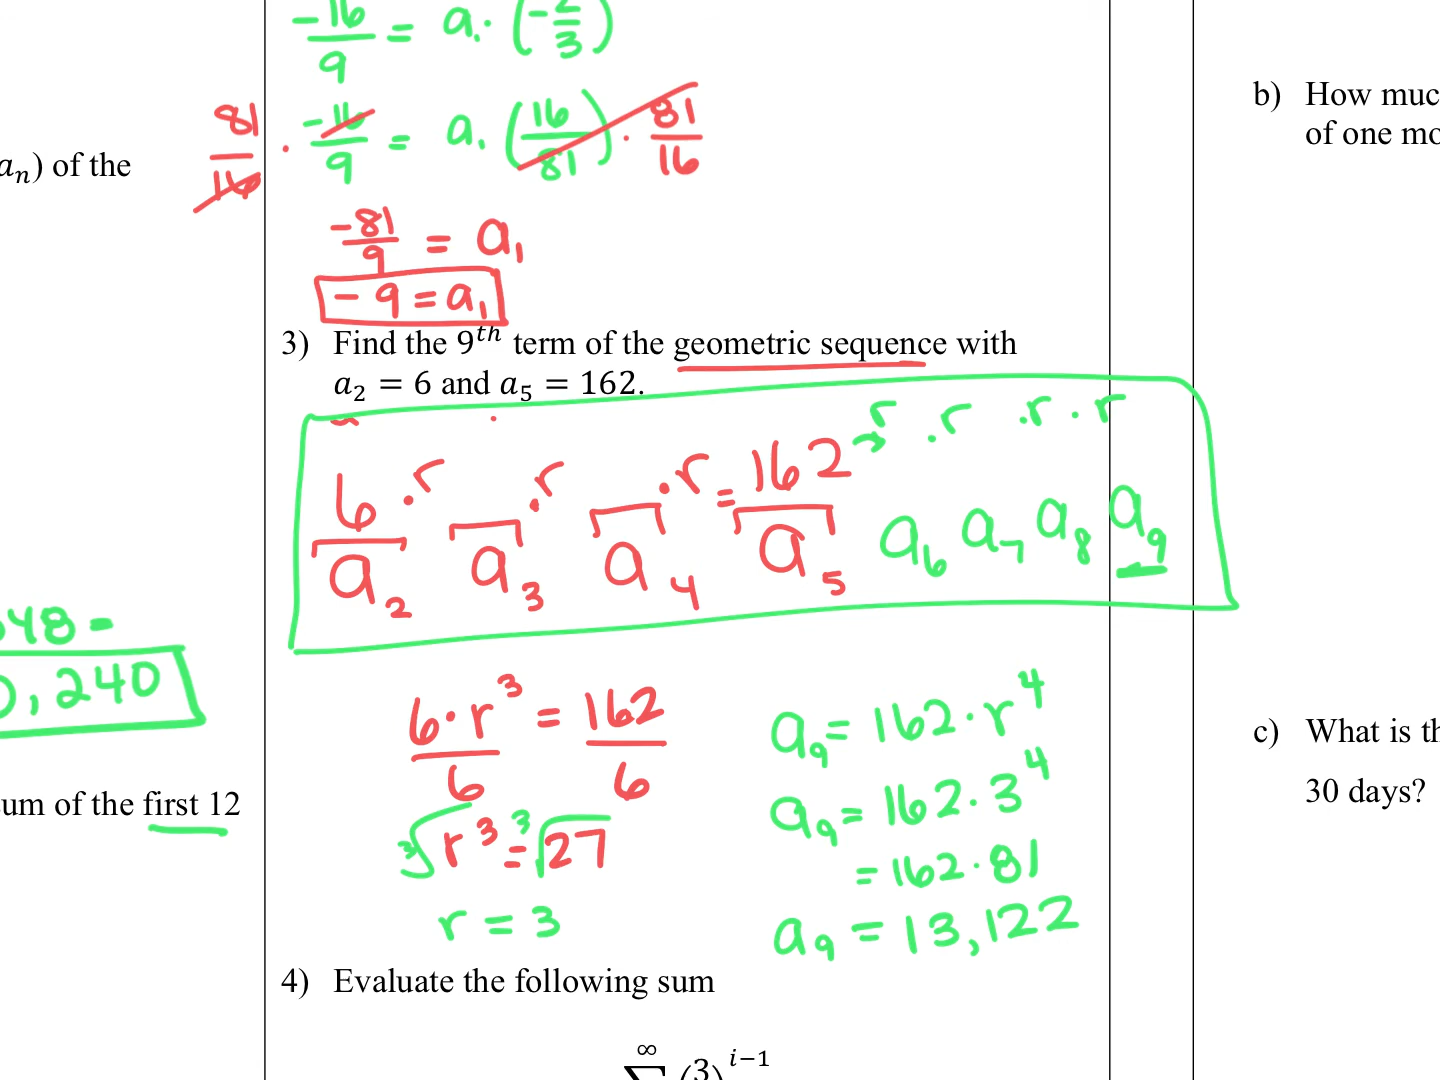 -16/9 = a₁ · (-2/3)
81/16 · -16/9 = a₁ (16/81) · 81/16
-81/9 = a₁
-9 = a₁
aₙ) of the
48 =
,240
um of the first 12
3) Find the 9ᵗʰ term of the geometric sequence with
a₂ = 6 and a₅ = 162.
r · r · r · r
6 · r · r · r = 162
a₂ a₃ a₄ a₅ a₆ a₇ a₈ a₉
6 · r³ = 162
6 6
³√r³ = ³√27
r = 3
a₉ = 162 · r⁴
a₉ = 162 · 3⁴
= 162 · 81
a₉ = 13,122
4) Evaluate the following sum
∞ i−1
∑ (3)
b) How muc
of one mo
c) What is th
30 days?